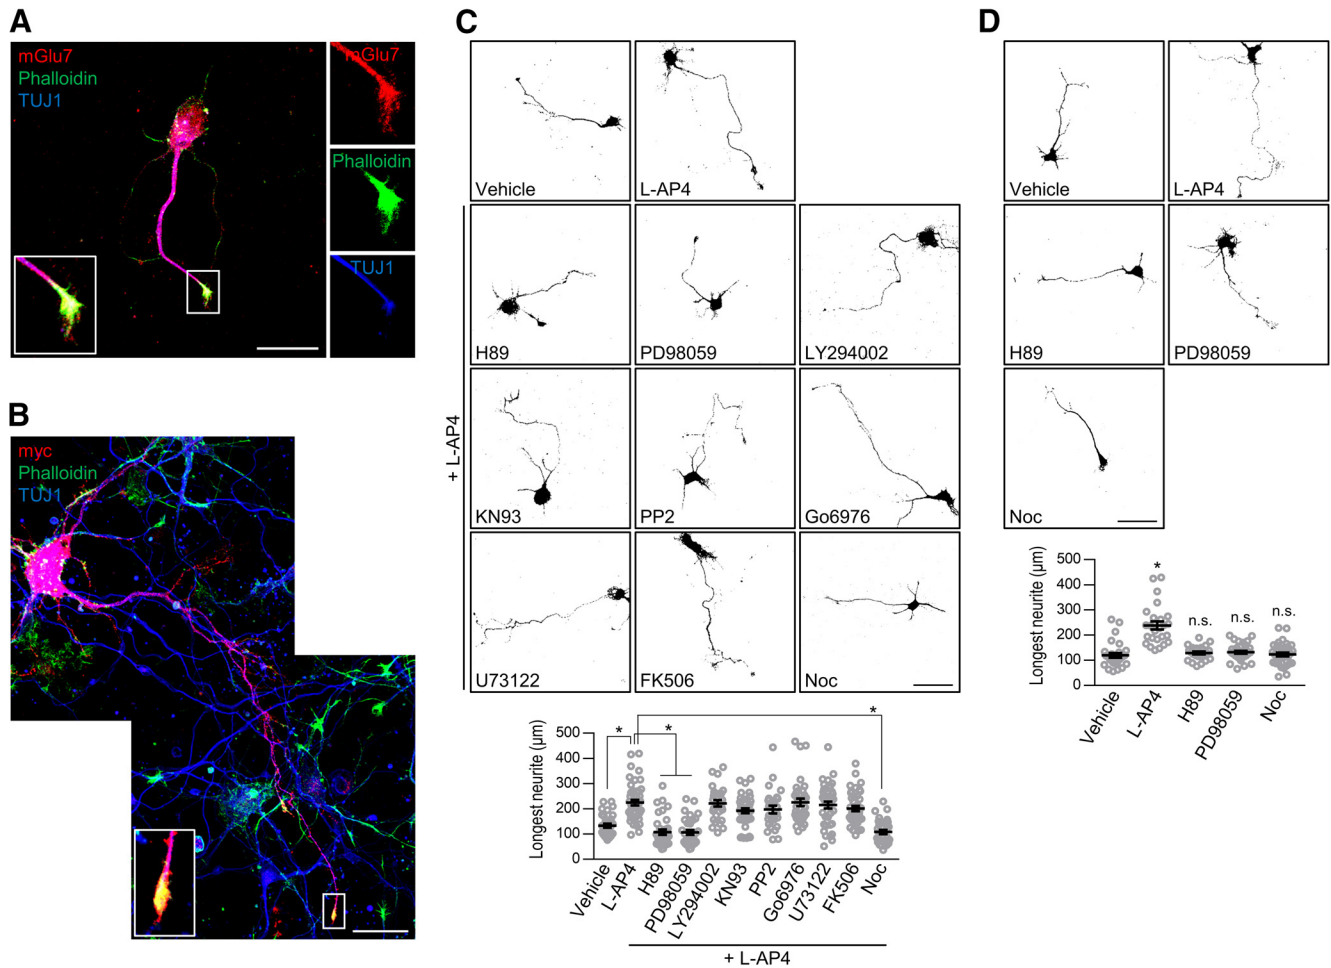 A
mGlu7
Phalloidin
TUJ1
mGlu7
Phalloidin
TUJ1
B
myc
Phalloidin
TUJ1
C
Vehicle
L-AP4
+ L-AP4
H89
PD98059
LY294002
KN93
PP2
Go6976
U73122
FK506
Noc
Longest neurite (µm)
500
400
300
200
100
0
*
*
*
Vehicle
L-AP4
H89
PD98059
LY294002
KN93
PP2
Go6976
U73122
FK506
Noc
+ L-AP4
D
Vehicle
L-AP4
H89
PD98059
Noc
Longest neurite (µm)
500
400
300
200
100
0
*
n.s.
n.s.
n.s.
Vehicle
L-AP4
H89
PD98059
Noc